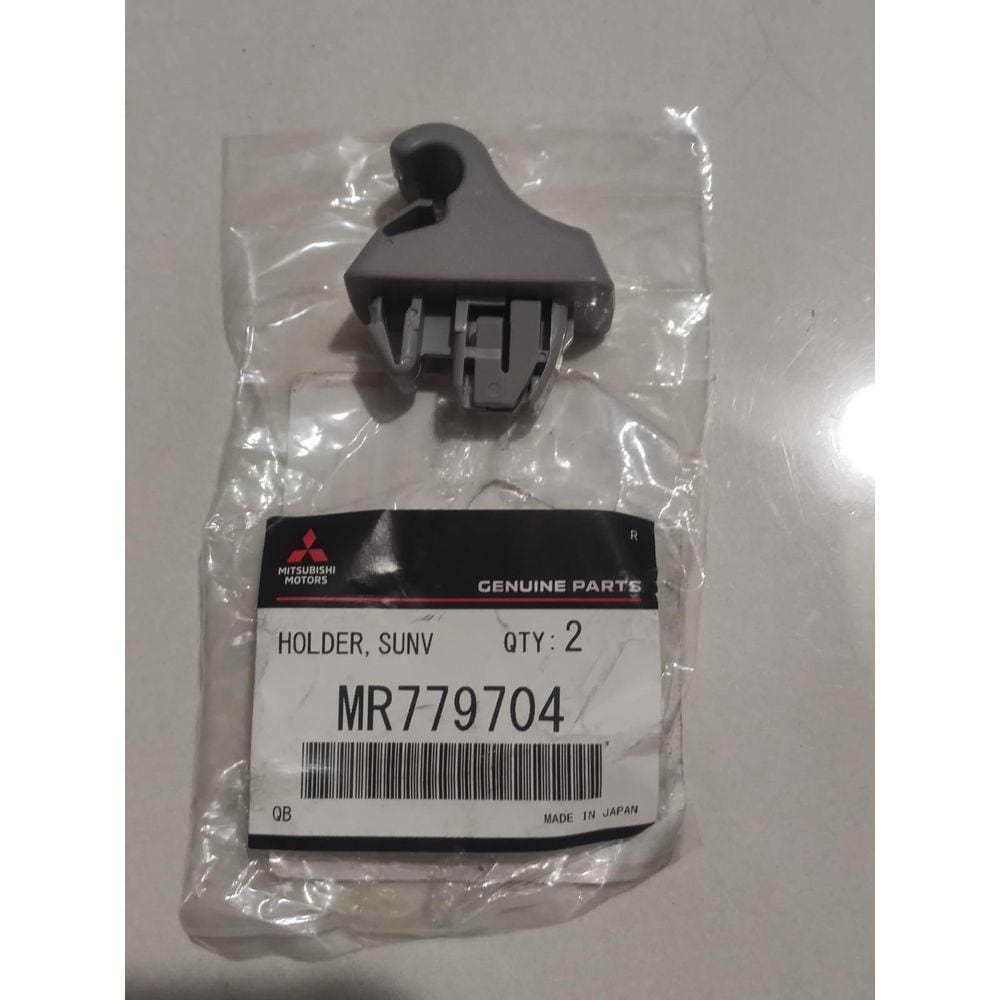 R
MITSUBISHI
MOTORS
GENUINE PARTS
HOLDER, SUNV QTY: 2
MR779704
QB
MADE IN JAPAN